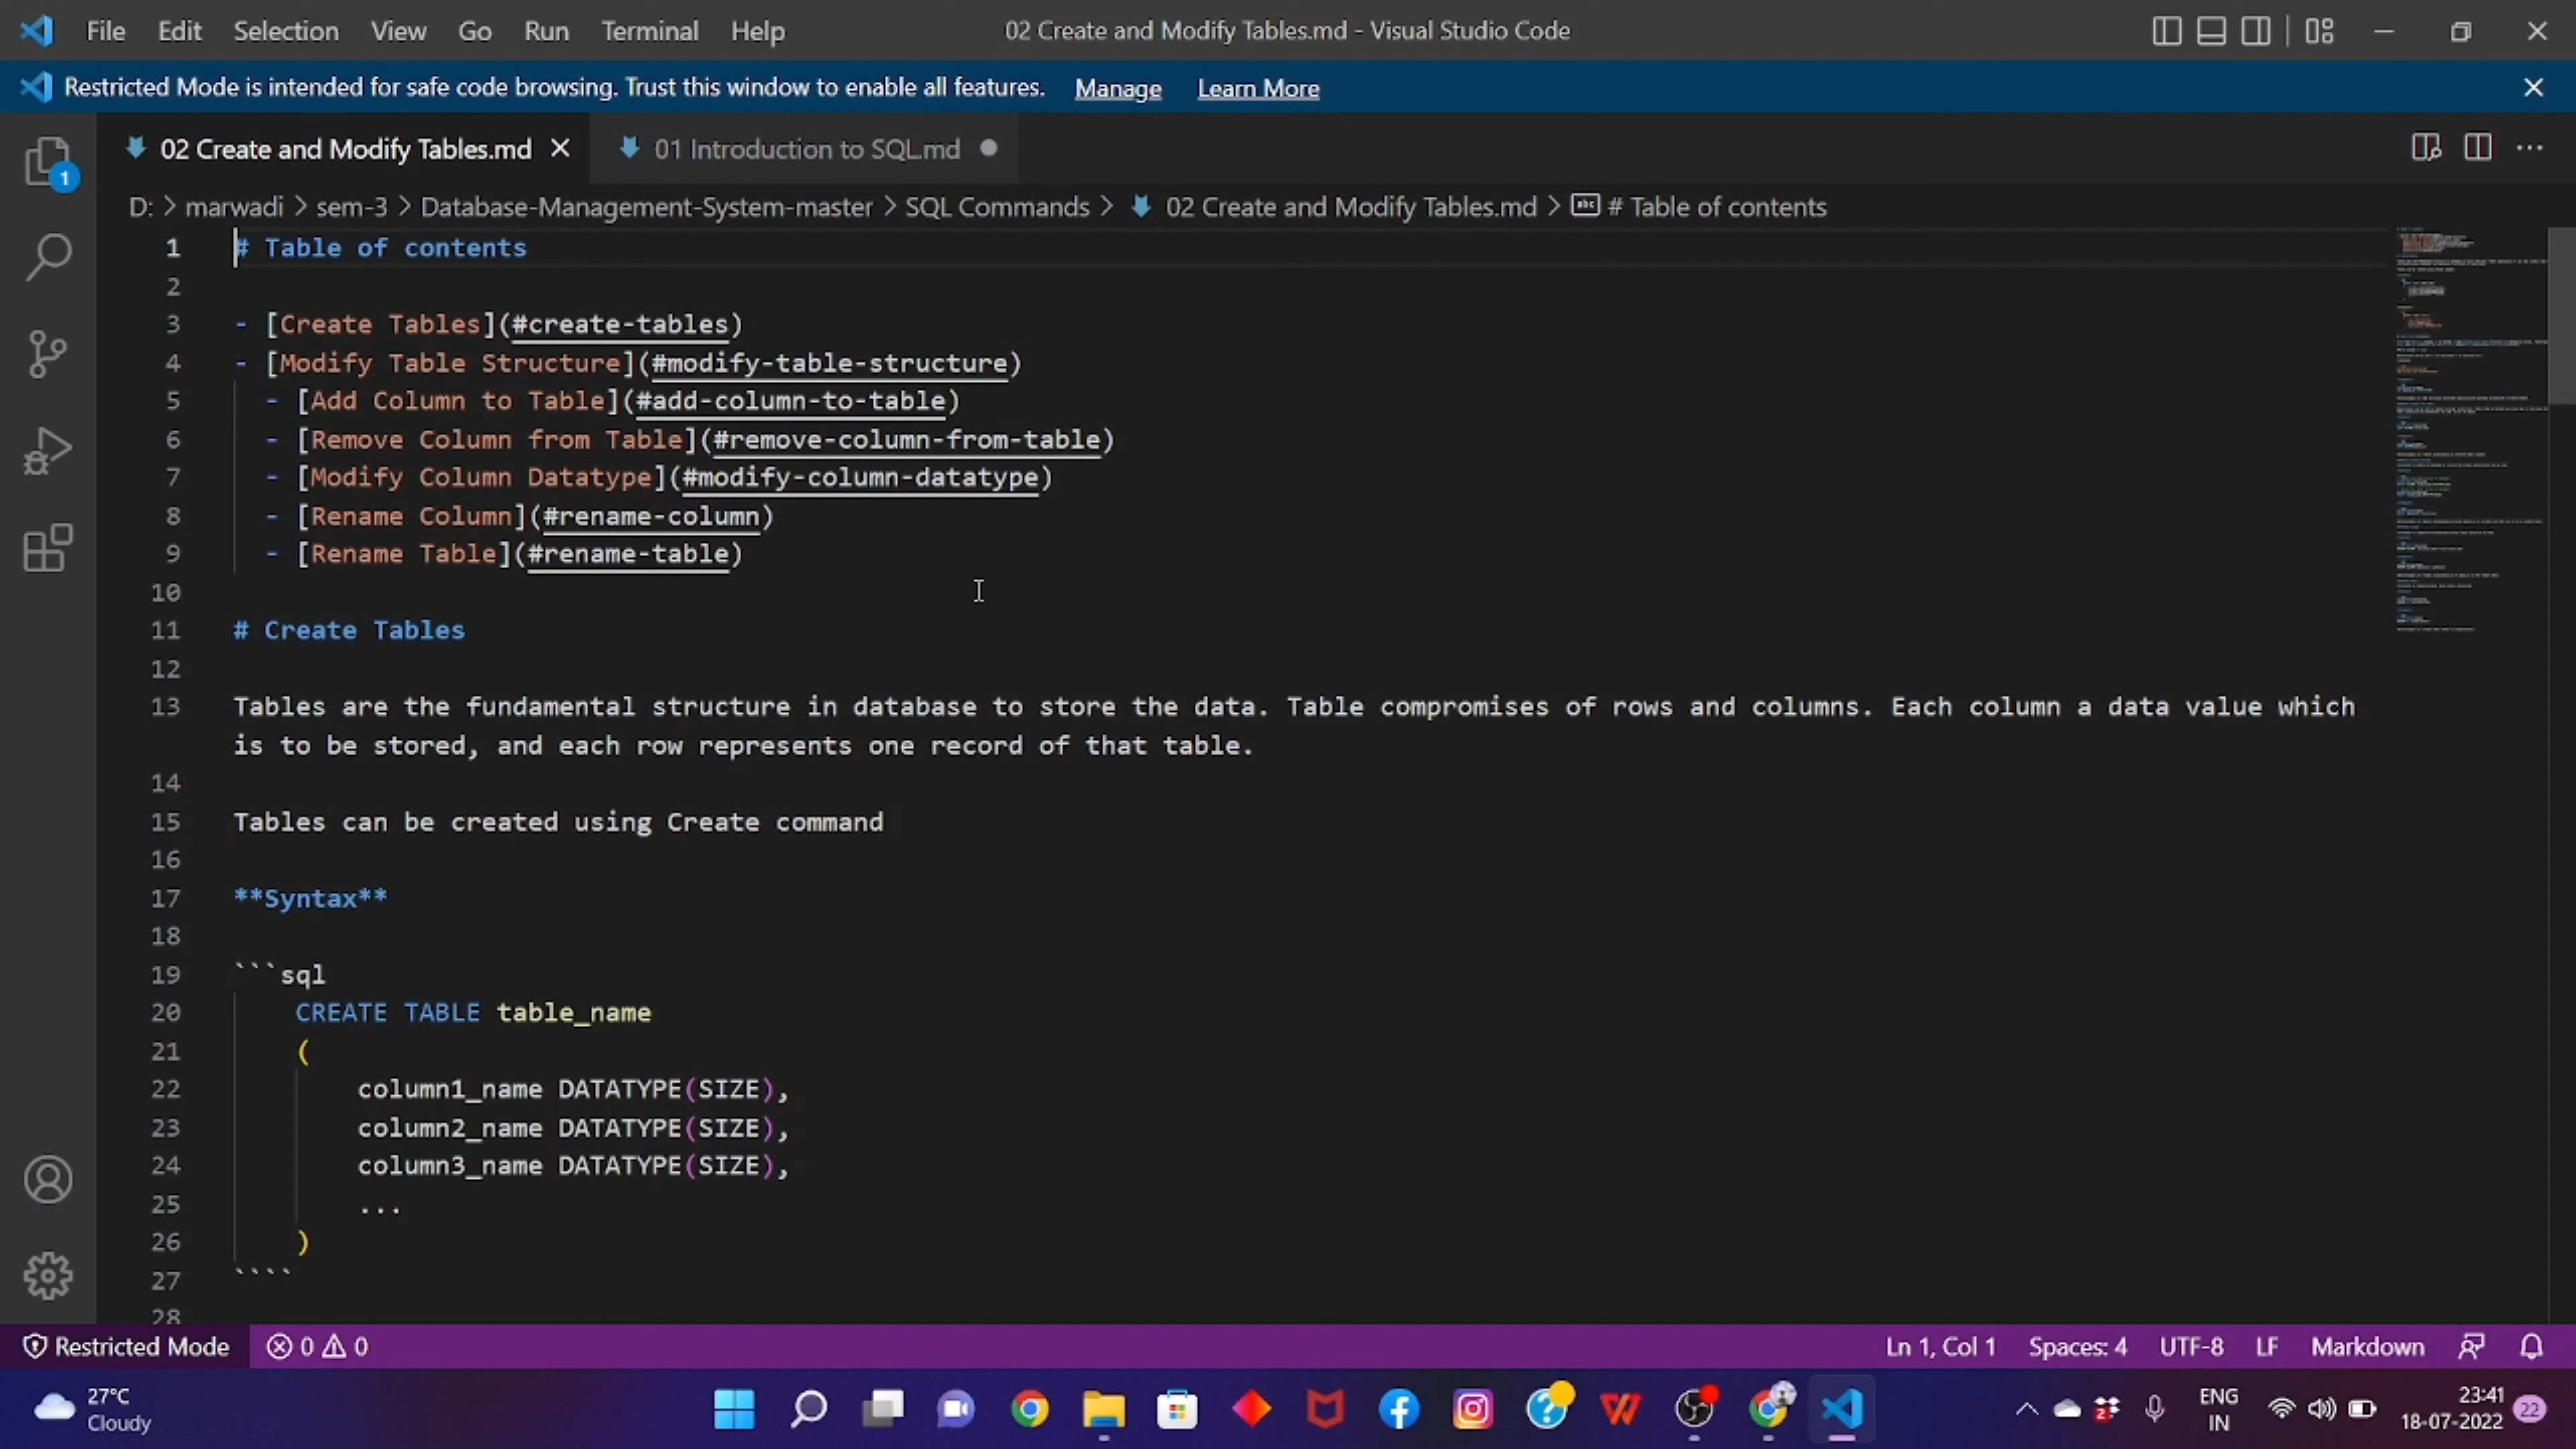 File Edit Selection View Go Run Terminal Help 02 Create and Modify Tables.md - Visual Studio Code
Restricted Mode is intended for safe code browsing. Trust this window to enable all features. Manage Learn More
02 Create and Modify Tables.md 01 Introduction to SQL.md
1
D: > marwadi > sem-3 > Database-Management-System-master > SQL Commands > 02 Create and Modify Tables.md > # Table of contents
1 # Table of contents
2
3 - [Create Tables](#create-tables)
4 - [Modify Table Structure](#modify-table-structure)
5 - [Add Column to Table](#add-column-to-table)
6 - [Remove Column from Table](#remove-column-from-table)
7 - [Modify Column Datatype](#modify-column-datatype)
8 - [Rename Column](#rename-column)
9 - [Rename Table](#rename-table)
10
11 # Create Tables
12
13 Tables are the fundamental structure in database to store the data. Table compromises of rows and columns. Each column a data value which
is to be stored, and each row represents one record of that table.
14
15 Tables can be created using Create command
16
17 **Syntax**
18
19 ```sql
20 CREATE TABLE table_name
21 (
22 column1_name DATATYPE(SIZE),
23 column2_name DATATYPE(SIZE),
24 column3_name DATATYPE(SIZE),
25 ...
26 )
27 ````
28
Restricted Mode 0 0 Ln 1, Col 1 Spaces: 4 UTF-8 LF Markdown
27°C
Cloudy
ENG
IN
23:41
18-07-2022
22